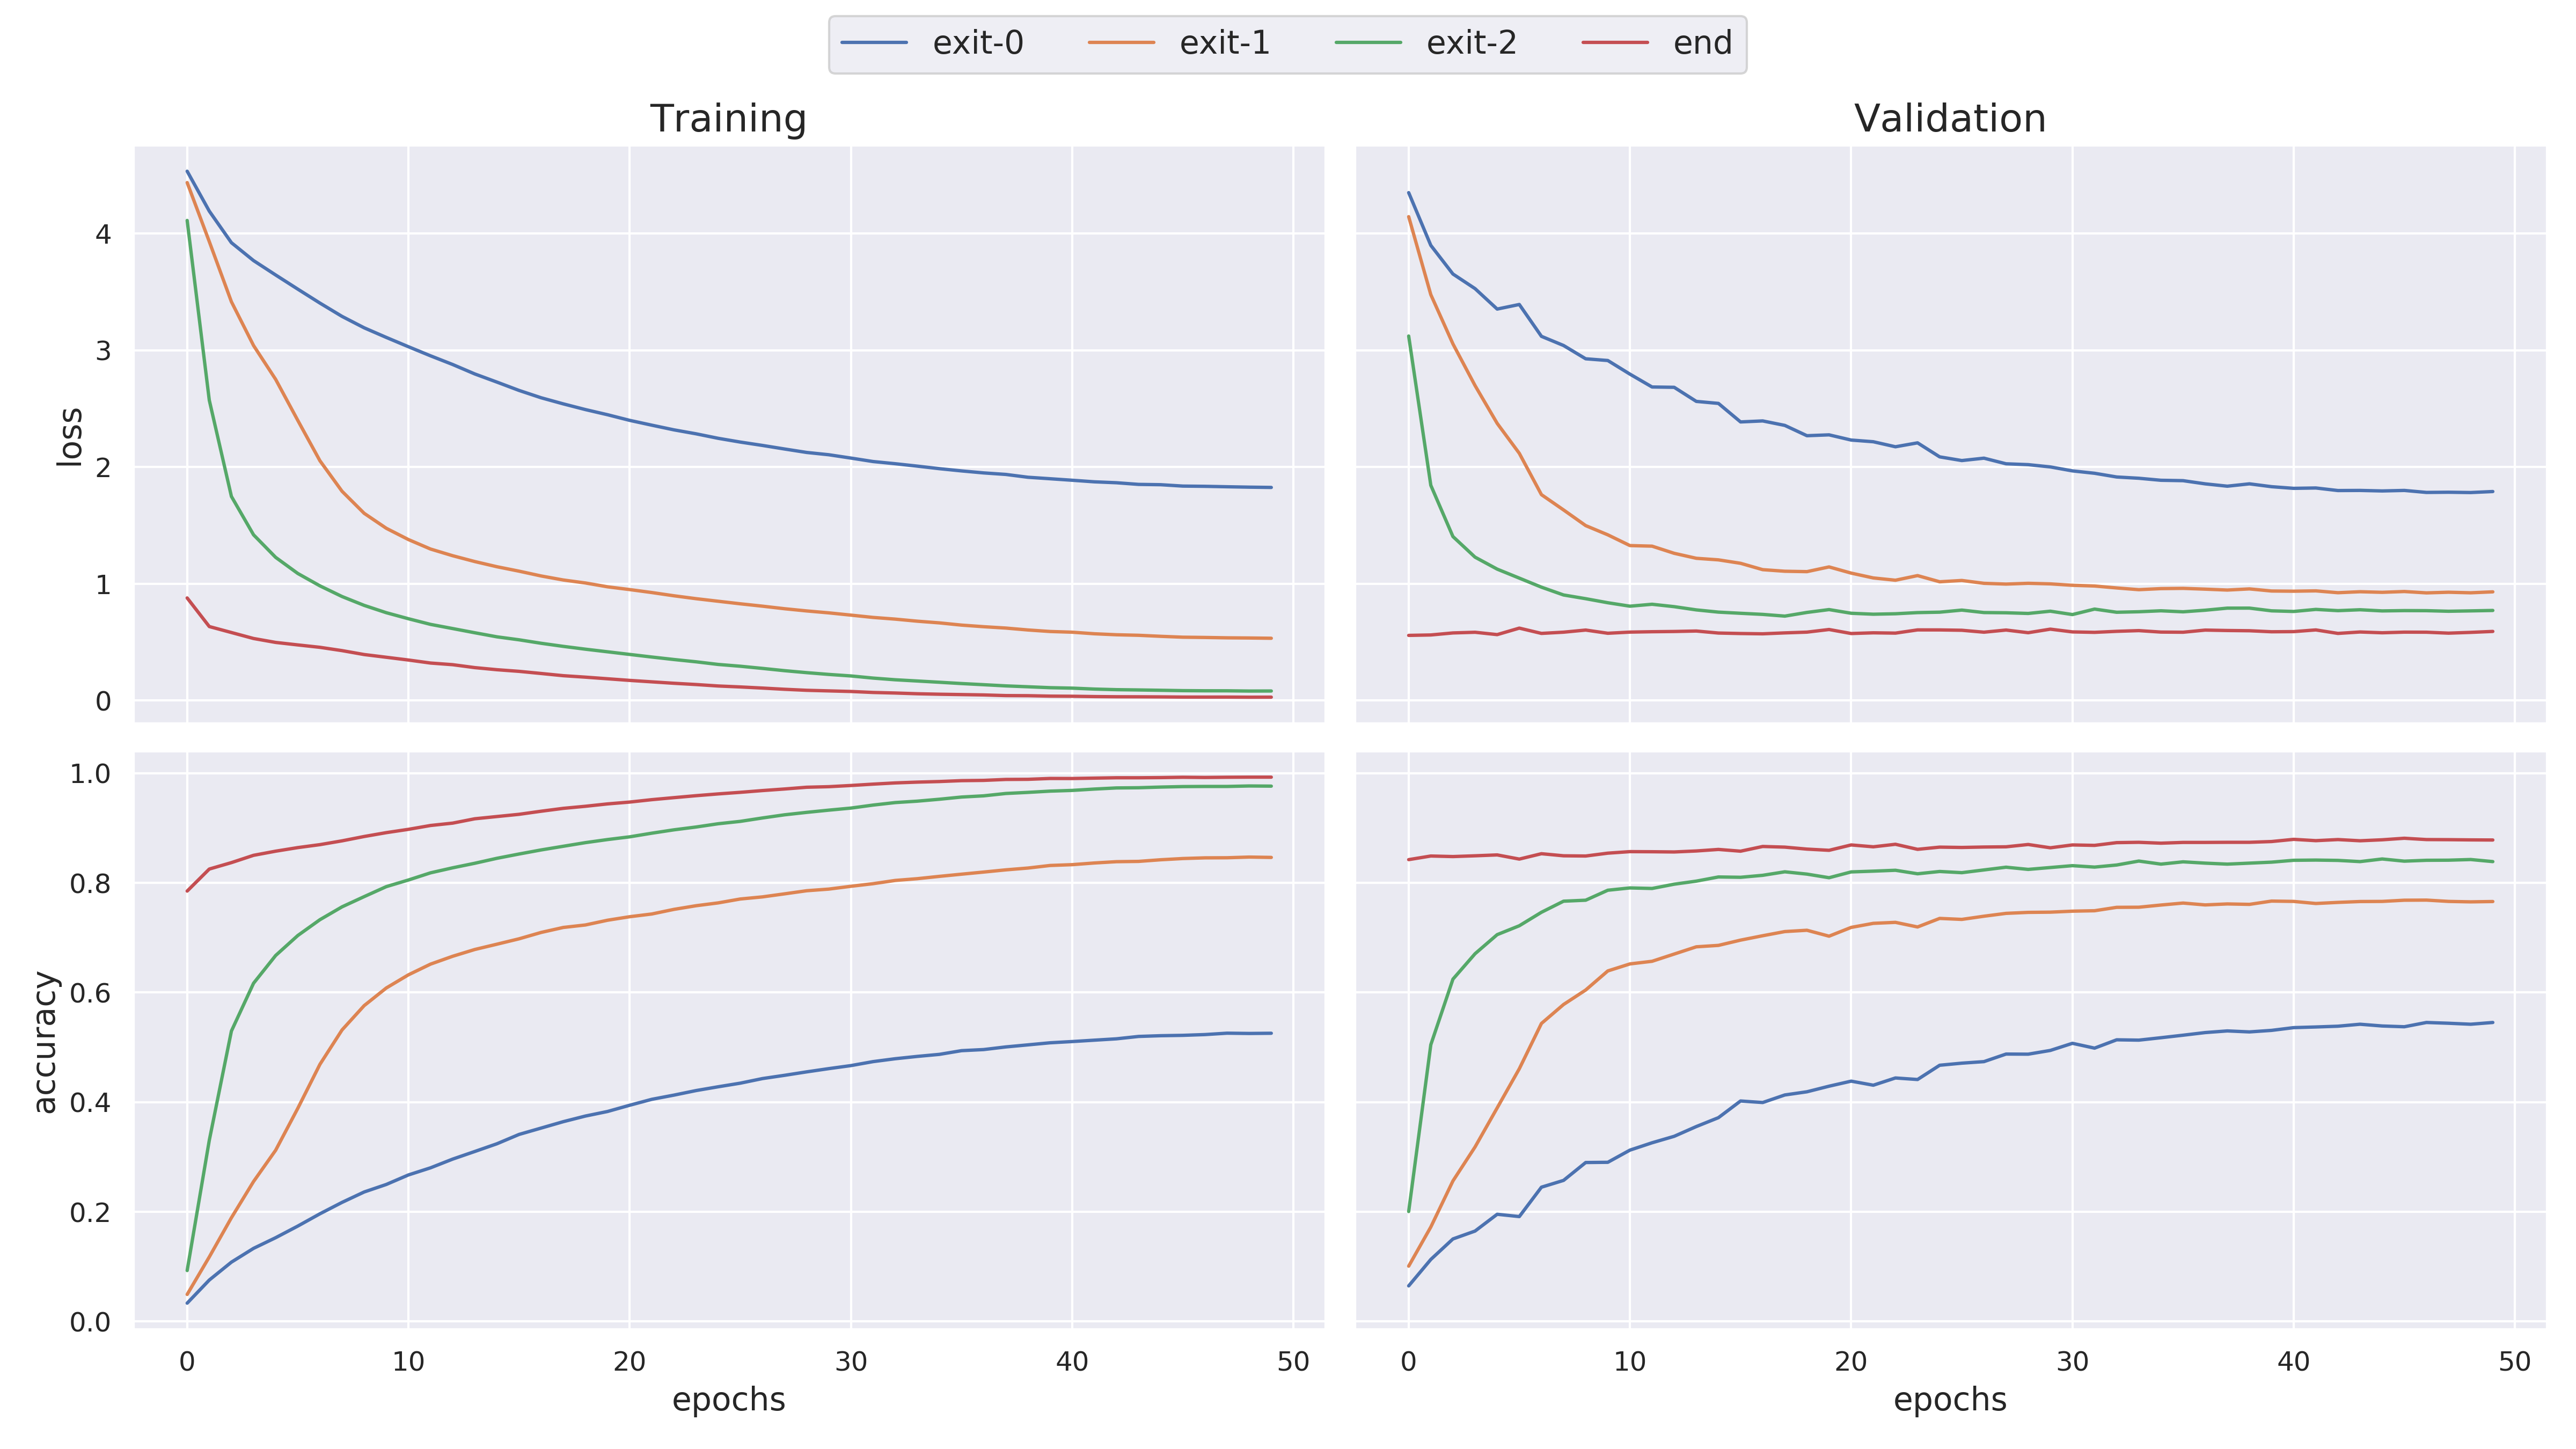 exit-0 exit-1 exit-2 end
Training
Validation
loss
4
3
2
1
0
accuracy
1.0
0.8
0.6
0.4
0.2
0.0
0 10 20 30 40 50
0 10 20 30 40 50
epochs
epochs